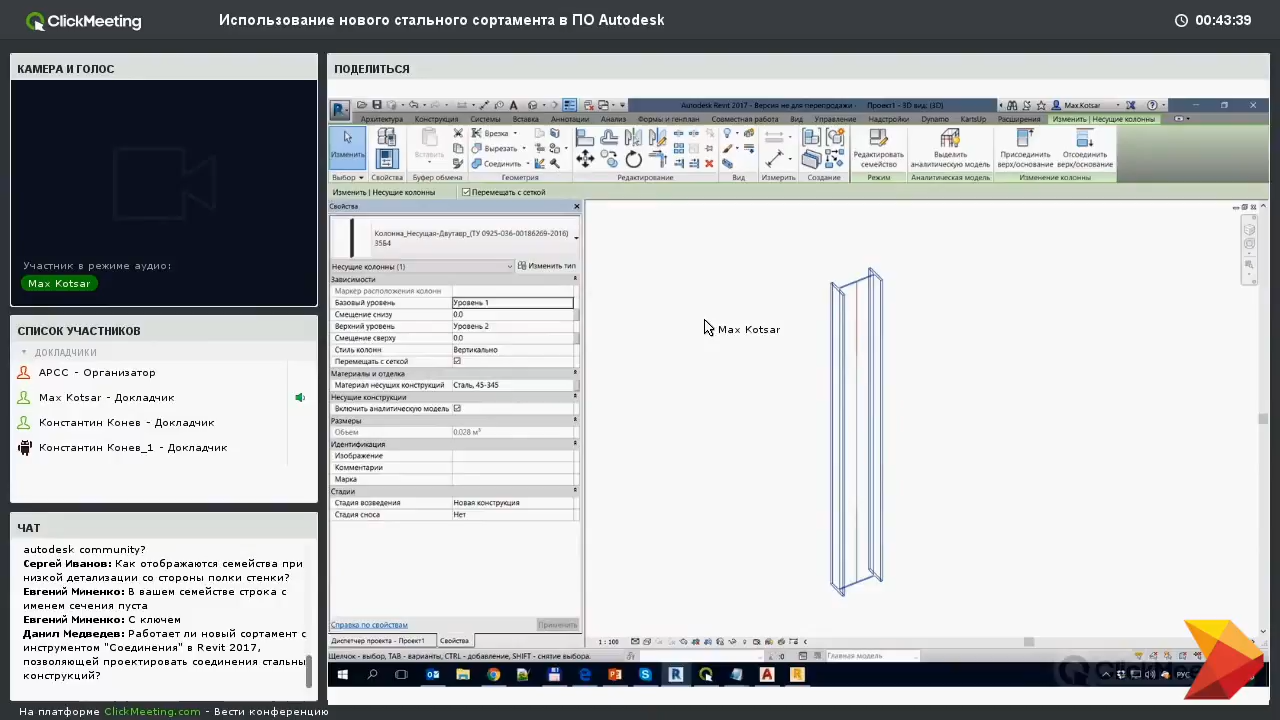 ClickMeeting
Использование нового стального сортамента в ПО Autodesk
00:43:39
КАМЕРА И ГОЛОС
Участник в режиме аудио:
Max Kotsar
СПИСОК УЧАСТНИКОВ
ДОКЛАДЧИКИ
АРСС - Организатор
Max Kotsar - Докладчик
Константин Конев - Докладчик
Константин Конев_1 - Докладчик
ЧАТ
autodesk community?
Сергей Иванов: Как отображаются семейства при
низкой детализации со стороны полки стенки?
Евгений Миненко: В вашем семействе строка с
именем сечения пуста
Евгений Миненко: С ключем
Данил Медведев: Работает ли новый сортамент с
инструментом "Соединения" в Revit 2017,
конструкций?
На платформе ClickMeeting.com - Вести конференцию
ПОДЕЛИТЬСЯ
Autodesk Revit 2017 - Версия не для перепродажи - Проект1 - 3D вид: {3D}
Max.Kotsar
Архитектура Конструкция Системы Вставка Аннотации Анализ Формы и генплан Совместная работа Вид Управление Надстройки Dynamo KartsUp Расширения Изменить | Несущие колонны
Изменить
Вставить
Врезка
Вырезать
Соединить
Редактировать
семейство
Выделить
аналитическую модель
Присоединить
верх/основание
Отсоединить
верх/основание
Выбор Свойства Буфер обмена Геометрия Редактирование Вид Измерить Создание Режим Аналитическая модель Изменение колонны
Изменить | Несущие колонны
Перемещать с сеткой
Свойства
Колонна_Несущая-Двутавр_(ТУ 0925-036-00186269-2016)
35Б4
Несущие колонны (1)
Изменить тип
Зависимости
Маркер расположения колонн
Базовый уровень Уровень 1
Смещение снизу 0.0
Верхний уровень Уровень 2
Смещение сверху 0.0
Стиль колонн Вертикально
Перемещать с сеткой
Материалы и отделка
Материал несущих конструкций Сталь, 45-345
Несущие конструкции
Включить аналитическую модель
Размеры
Объем 0.028 м³
Идентификация
Изображение
Комментарии
Марка
Стадии
Стадия возведения Новая конструкция
Стадия сноса Нет
Справка по свойствам
Применить
Диспетчер проекта - Проект1 Свойства
Max Kotsar
1 : 100
Щелчок - выбор, TAB - варианты, CTRL - добавление, SHIFT - снятие выбора.
:0
Главная модель
РУС